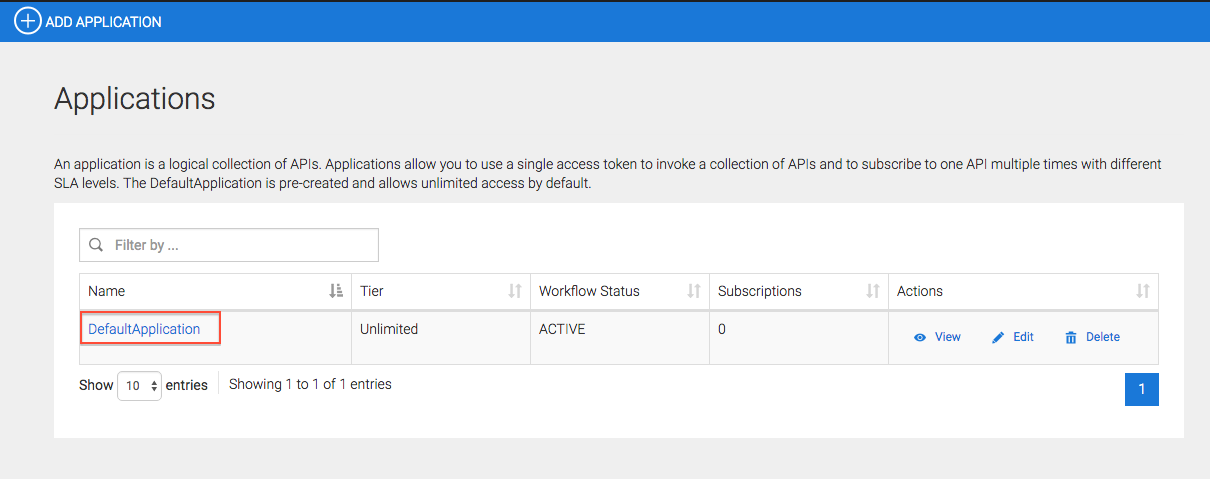 ADD APPLICATION
Applications
An application is a logical collection of APIs. Applications allow you to use a single access token to invoke a collection of APIs and to subscribe to one API multiple times with different
SLA levels. The DefaultApplication is pre-created and allows unlimited access by default.
Filter by ...
Name Tier Workflow Status Subscriptions Actions
DefaultApplication Unlimited ACTIVE 0 View Edit Delete
Show 10 entries Showing 1 to 1 of 1 entries 1